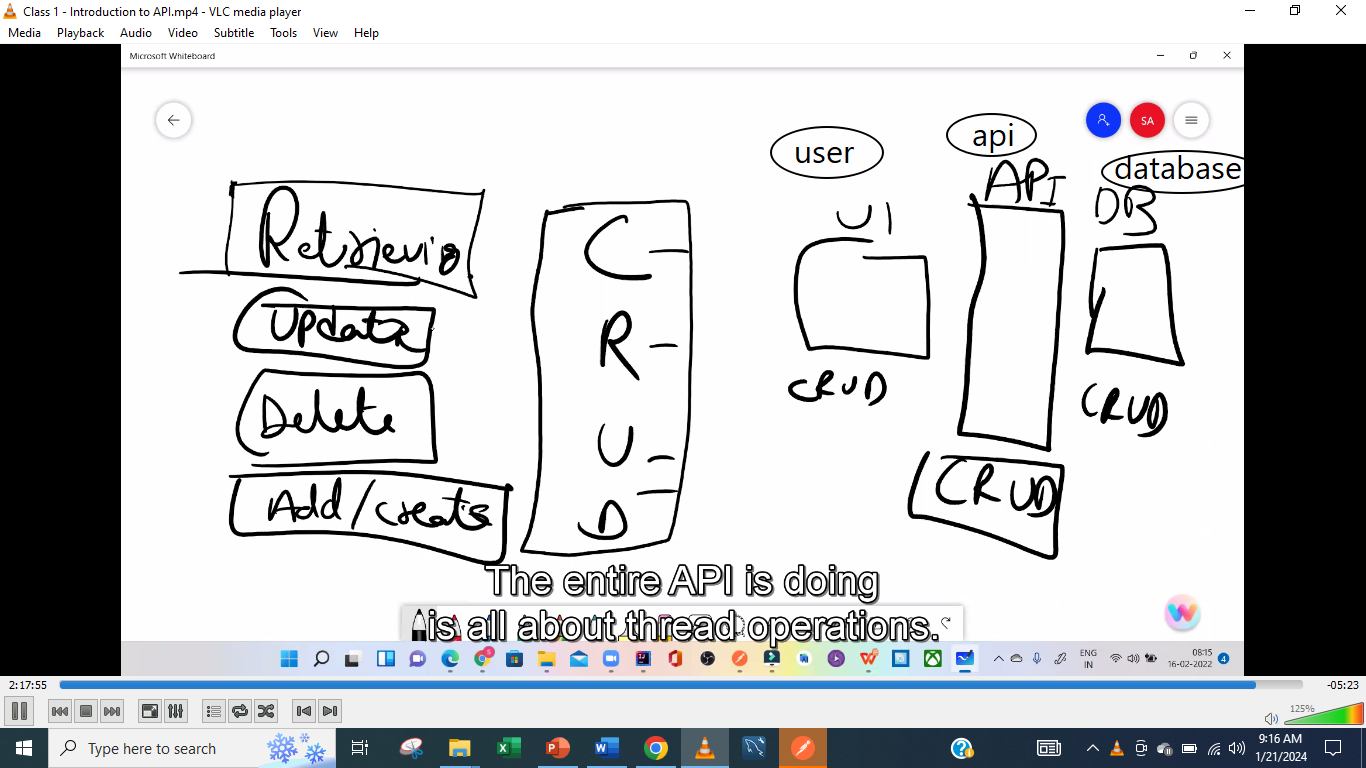 Class 1 - Introduction to API.mp4 - VLC media player
Media Playback Audio Video Subtitle Tools View Help
Microsoft Whiteboard
SA
user
api
database
API
DB
UI
Retrieving
Update
Delete
Add/create
C -
R -
U -
D -
CRUD
CRUD
CRUD
The entire API is doing
is all about thread operations.
ENG
IN
08:15
16-02-2022
4
2:17:55
-05:23
125%
Type here to search
9:16 AM
1/21/2024